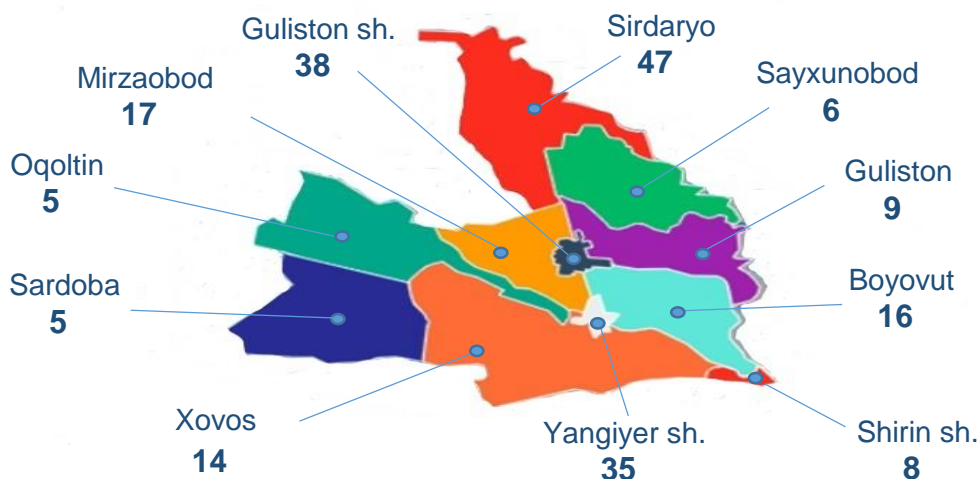 Guliston sh.
38
Sirdaryo
47
Mirzaobod
17
Sayxunobod
6
Oqoltin
5
Guliston
9
Sardoba
5
Boyovut
16
Xovos
14
Yangiyer sh.
35
Shirin sh.
8